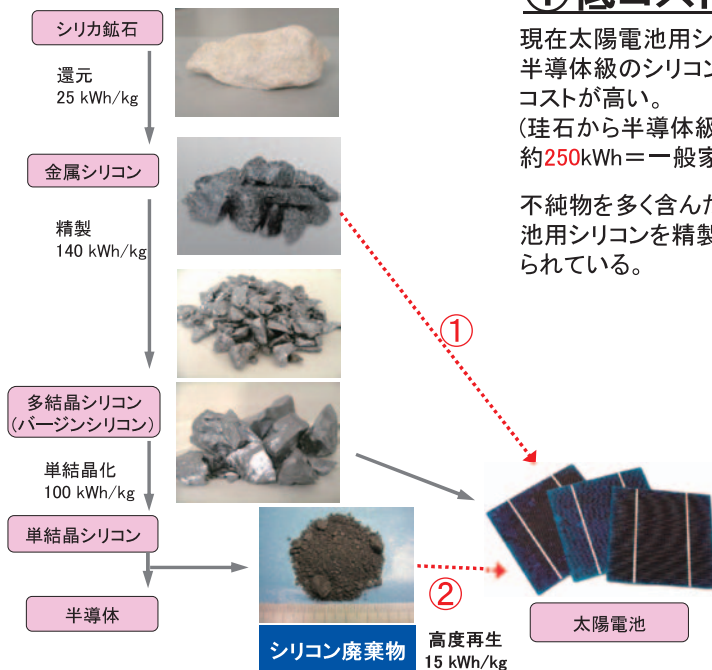 シリカ鉱石
還元
25 kWh/kg
金属シリコン
精製
140 kWh/kg
多結晶シリコン
(バージンシリコン)
単結晶化
100 kWh/kg
単結晶シリコン
半導体
①低コスト
現在太陽電池用シ
半導体級のシリコン
コストが高い。
(珪石から半導体級
約250kWh＝一般家
不純物を多く含んだ
池用シリコンを精製
られている。
①
②
シリコン廃棄物
高度再生
15 kWh/kg
太陽電池